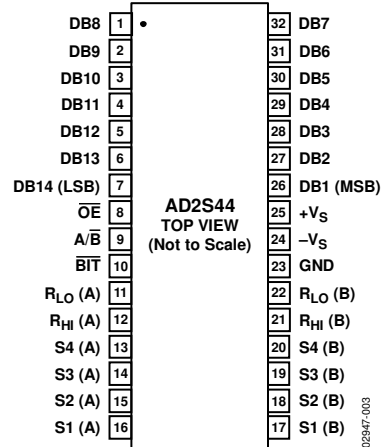 DB8 1 32 DB7
DB9 2 31 DB6
DB10 3 30 DB5
DB11 4 29 DB4
DB12 5 28 DB3
DB13 6 27 DB2
DB14 (LSB) 7 26 DB1 (MSB)
OE 8 25 +VS
A/B 9 24 –VS
BIT 10 23 GND
RLO (A) 11 22 RLO (B)
RHI (A) 12 21 RHI (B)
S4 (A) 13 20 S4 (B)
S3 (A) 14 19 S3 (B)
S2 (A) 15 18 S2 (B)
S1 (A) 16 17 S1 (B)
AD2S44
TOP VIEW
(Not to Scale)
02947-003